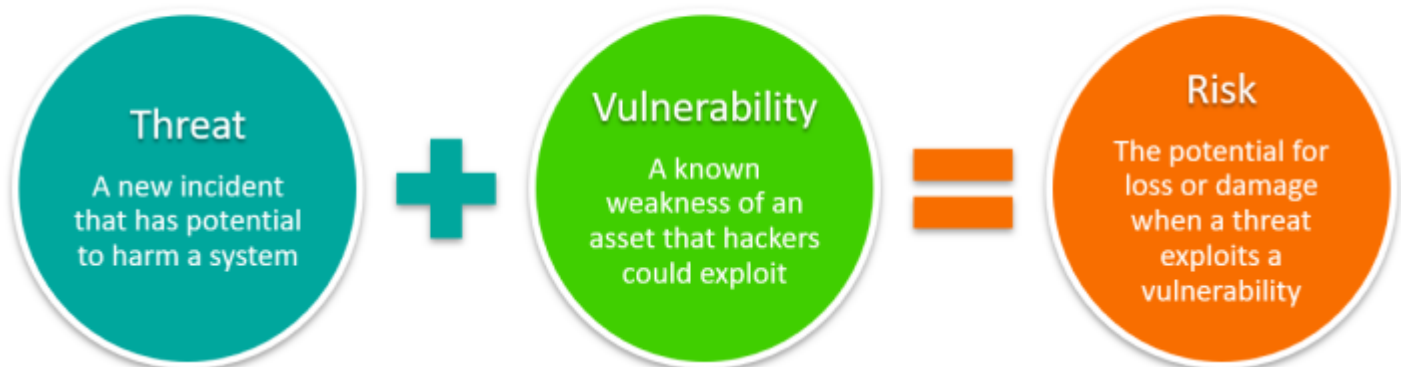 Threat
A new incident
that has potential
to harm a system
Vulnerability
A known
weakness of an
asset that hackers
could exploit
Risk
The potential for
loss or damage
when a threat
exploits a
vulnerability